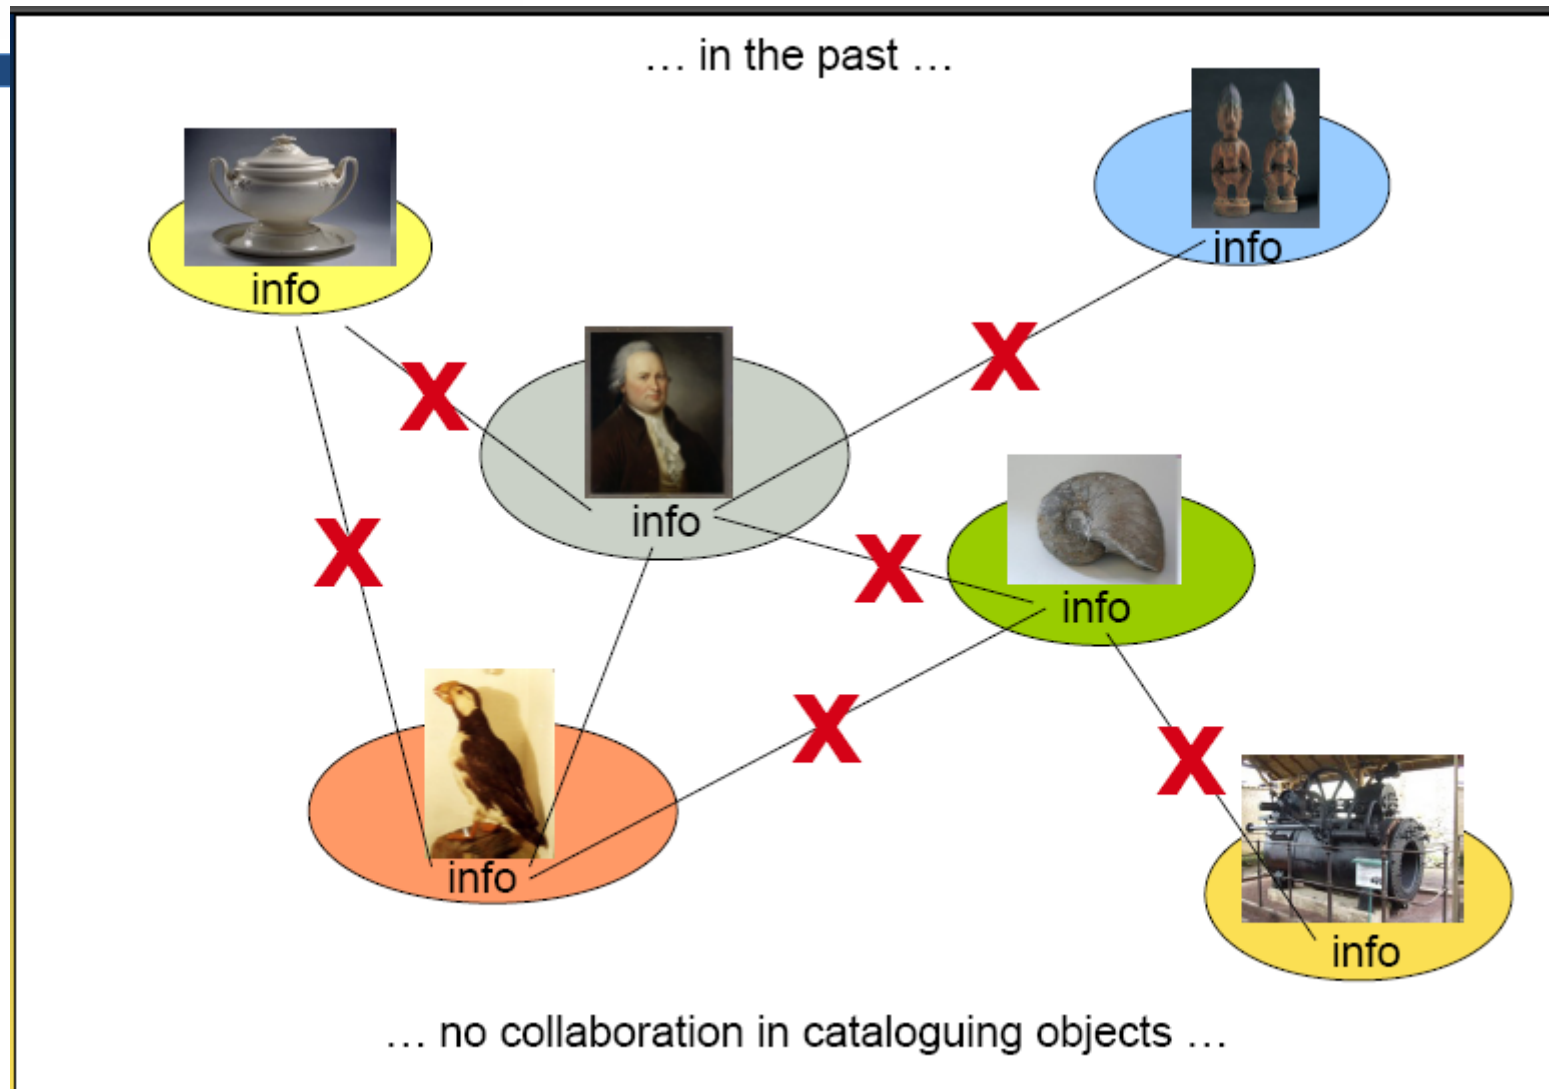 … in the past …
info
info
info
info
info
info
… no collaboration in cataloguing objects …